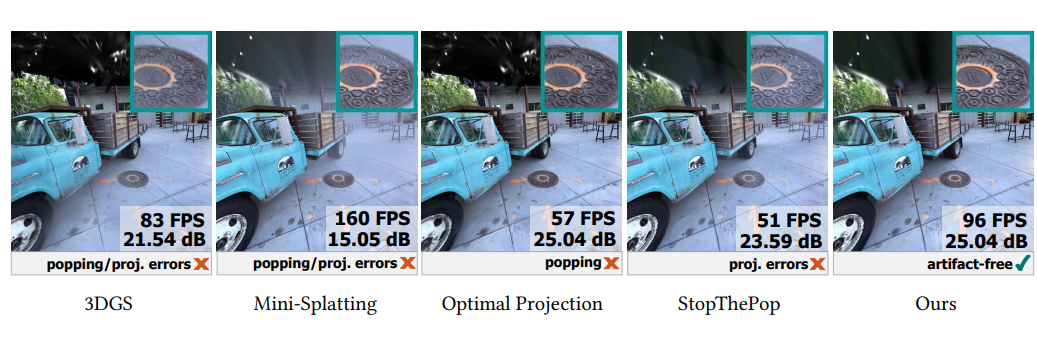 83 FPS
21.54 dB
popping/proj. errors ✗
3DGS
160 FPS
15.05 dB
popping/proj. errors ✗
Mini-Splatting
57 FPS
25.04 dB
popping ✗
Optimal Projection
51 FPS
23.59 dB
proj. errors ✗
StopThePop
96 FPS
25.04 dB
artifact-free ✓
Ours